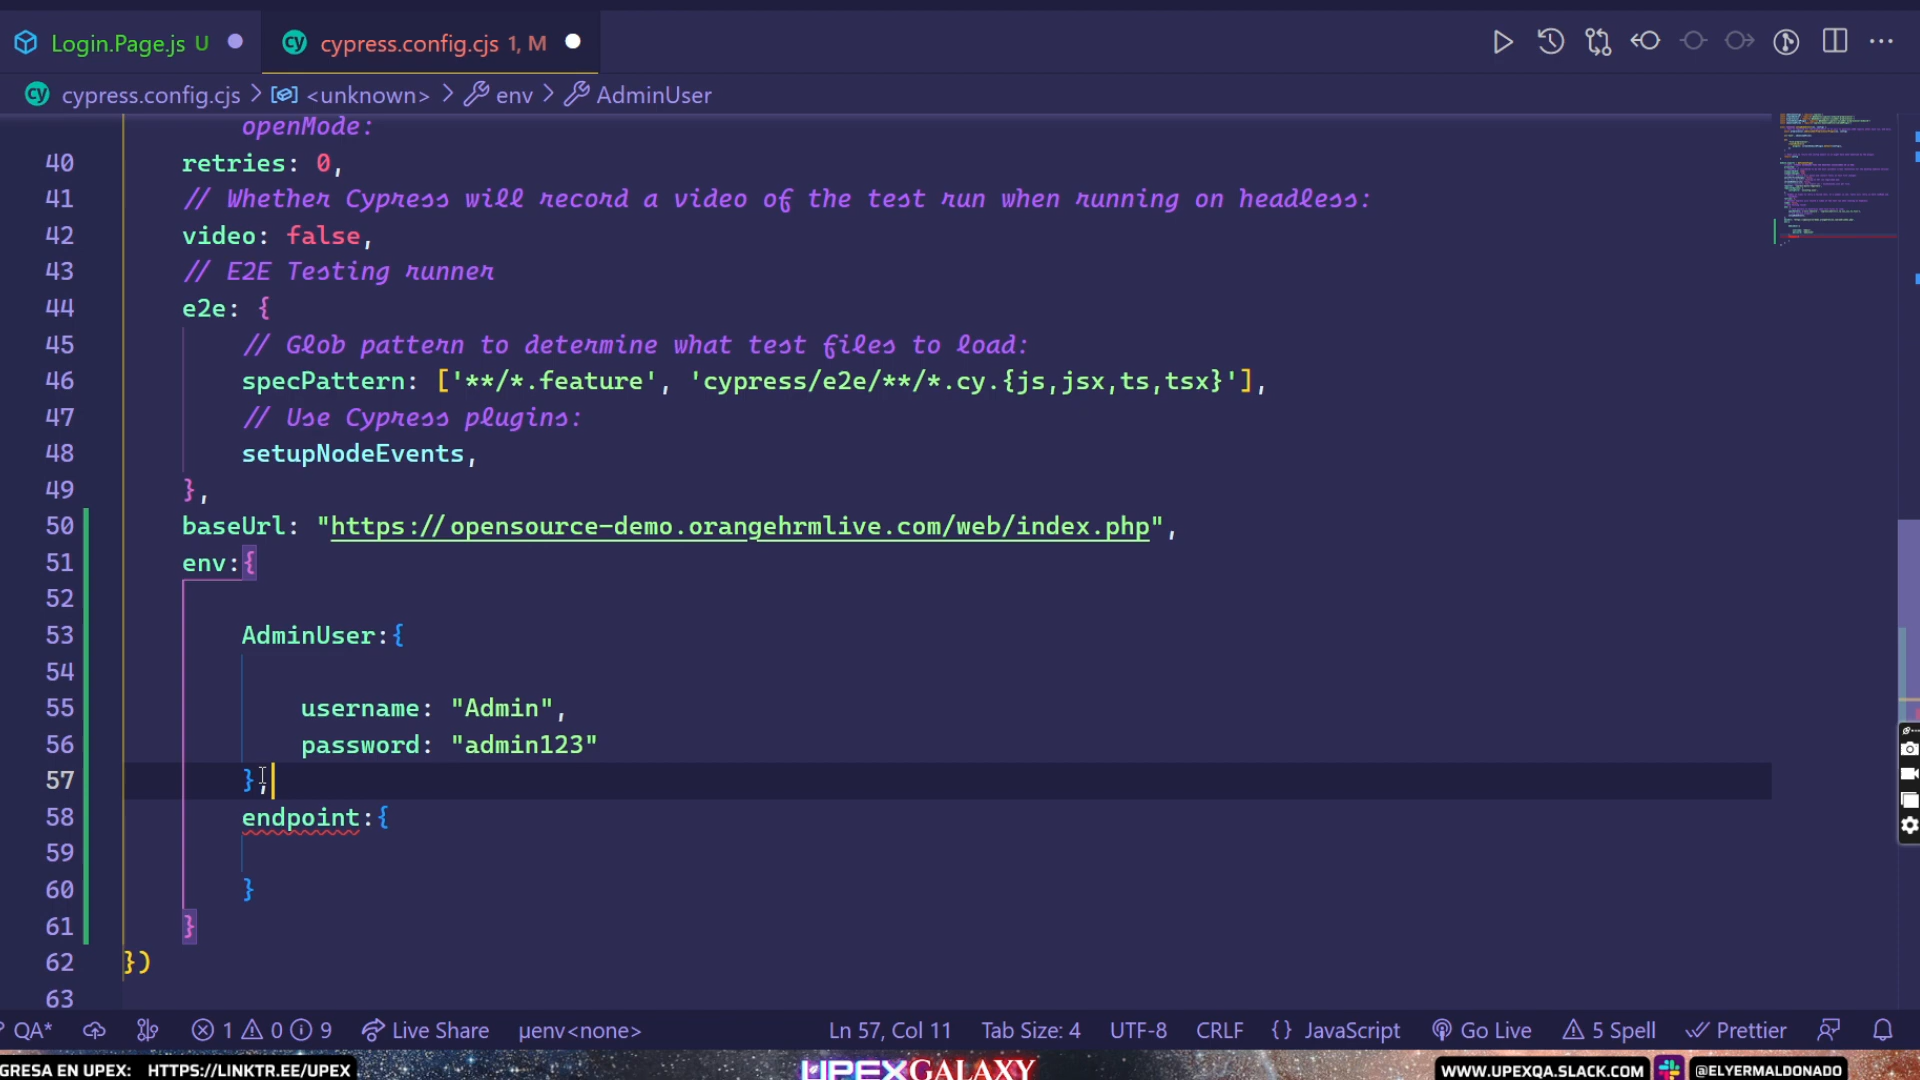 Login.Page.js U
cypress.config.cjs 1, M
cypress.config.cjs > <unknown> > env > AdminUser
openMode:
40 retries: 0,
41 // Whether Cypress will record a video of the test run when running on headless:
42 video: false,
43 // E2E Testing runner
44 e2e: {
45 // Glob pattern to determine what test files to load:
46 specPattern: ['**/*.feature', 'cypress/e2e/**/*.cy.{js,jsx,ts,tsx}'],
47 // Use Cypress plugins:
48 setupNodeEvents,
49 },
50 baseUrl: "https://opensource-demo.orangehrmlive.com/web/index.php",
51 env:{
52
53 AdminUser:{
54
55 username: "Admin",
56 password: "admin123"
57 },
58 endpoint:{
59
60 }
61 }
62 })
63
QA* 1 0 9 Live Share µenv<none> Ln 57, Col 11 Tab Size: 4 UTF-8 CRLF {} JavaScript Go Live 5 Spell Prettier
GRESA EN UPEX: HTTPS://LINKTR.EE/UPEX UPEXGALAXY WWW.UPEXQA.SLACK.COM @ELYERMALDONADO